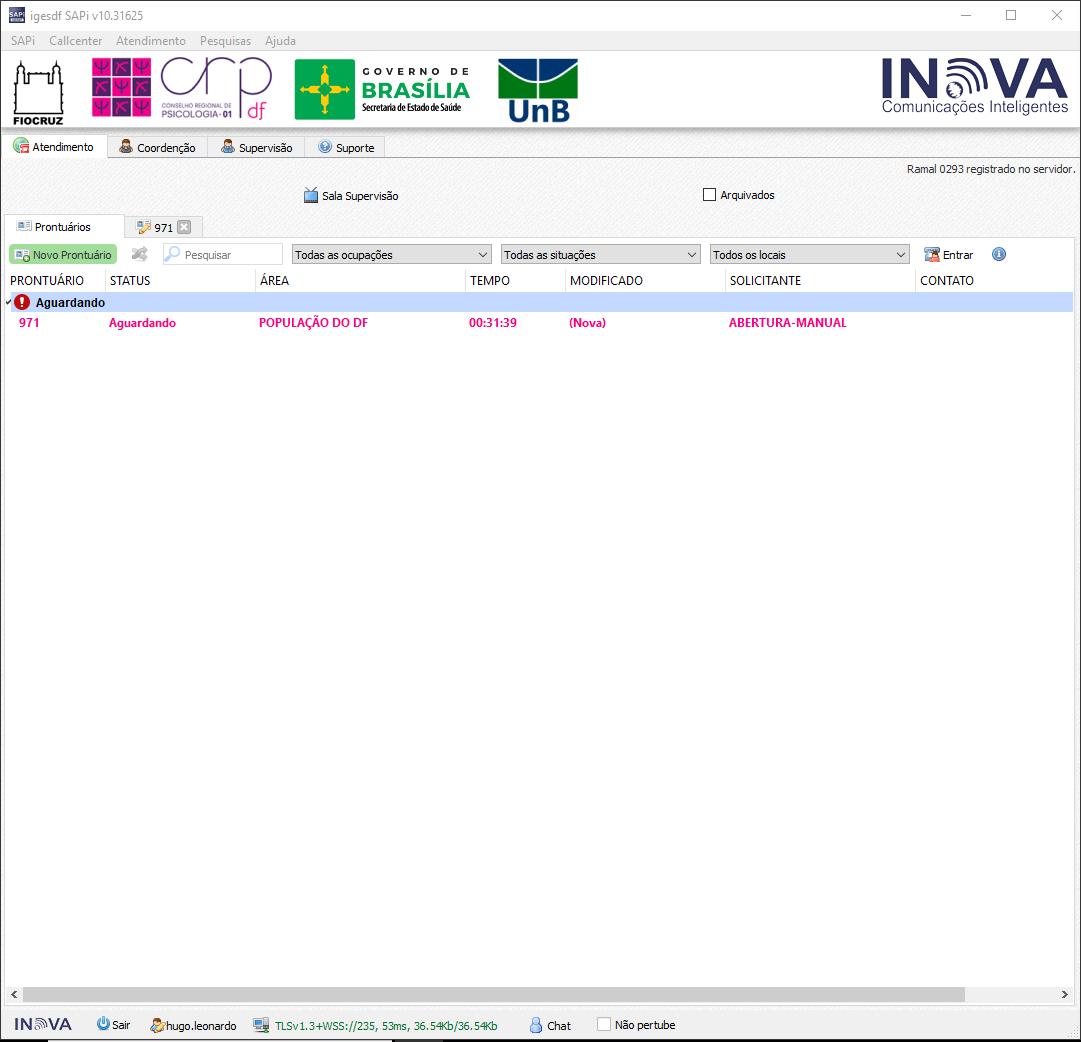 igesdf SAPi v10.31625
SAPi Callcenter Atendimento Pesquisas Ajuda
FIOCRUZ
crp df
CONSELHO REGIONAL DE
PSICOLOGIA-01
GOVERNO DE
BRASÍLIA
Secretaria de Estado de Saúde
UnB
INOVA
Comunicações Inteligentes
Atendimento Coordenção Supervisão Suporte
Ramal 0293 registrado no servidor.
Sala Supervisão Arquivados
Prontuários 971
Novo Prontuário Pesquisar Todas as ocupações Todas as situações Todos os locais Entrar
PRONTUÁRIO STATUS ÁREA TEMPO MODIFICADO SOLICITANTE CONTATO
Aguardando
971 Aguardando POPULAÇÃO DO DF 00:31:39 (Nova) ABERTURA-MANUAL
INOVA Sair hugo.leonardo TLSv1.3+WSS://235, 53ms, 36.54Kb/36.54Kb Chat Não pertube